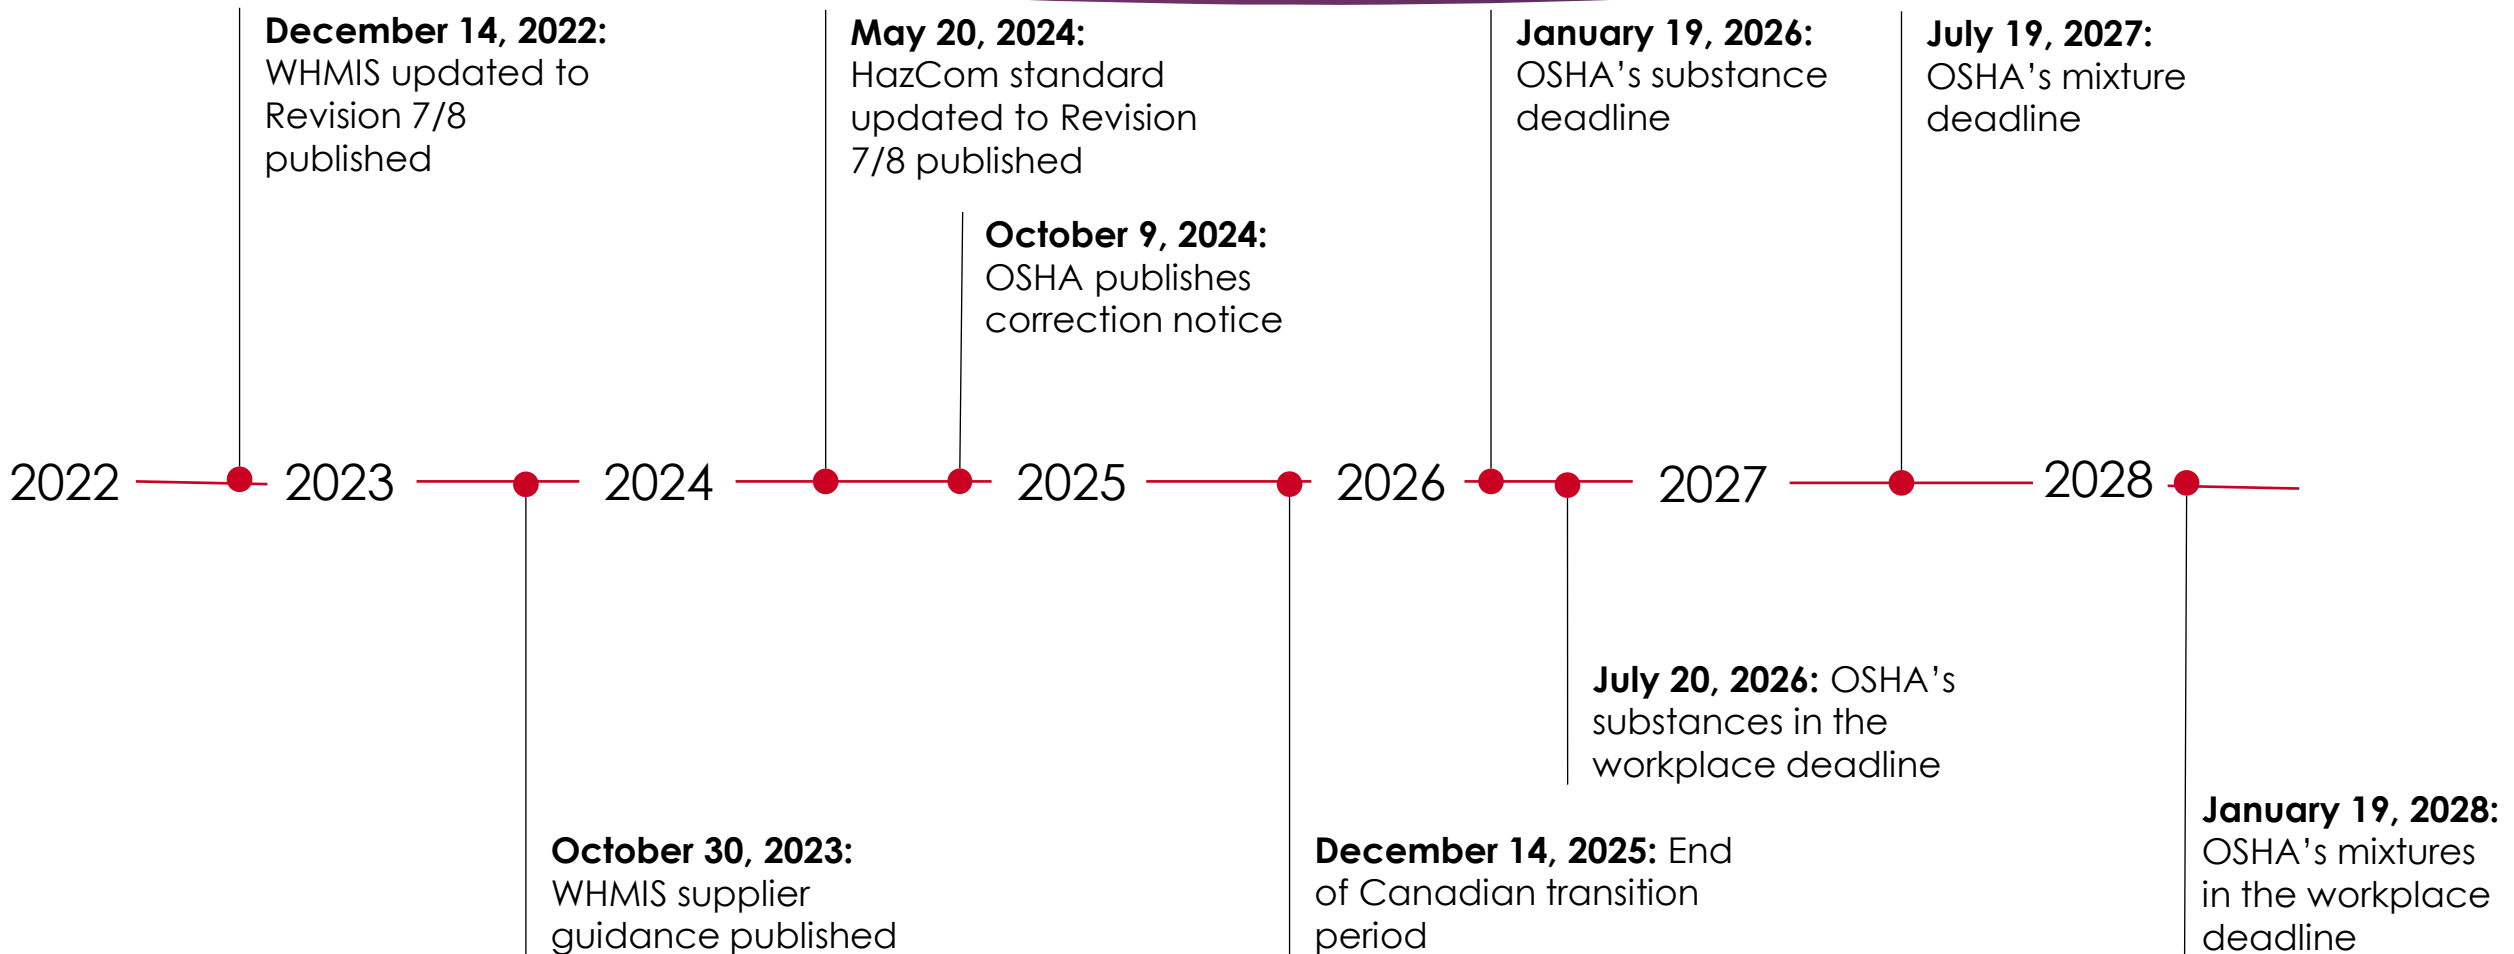 December 14, 2022:
WHMIS updated to
Revision 7/8
published
May 20, 2024:
HazCom standard
updated to Revision
7/8 published
October 9, 2024:
OSHA publishes
correction notice
January 19, 2026:
OSHA’s substance
deadline
July 19, 2027:
OSHA’s mixture
deadline
2022
2023
2024
2025
2026
2027
2028
October 30, 2023:
WHMIS supplier
guidance published
December 14, 2025: End
of Canadian transition
period
July 20, 2026: OSHA’s
substances in the
workplace deadline
January 19, 2028:
OSHA’s mixtures
in the workplace
deadline